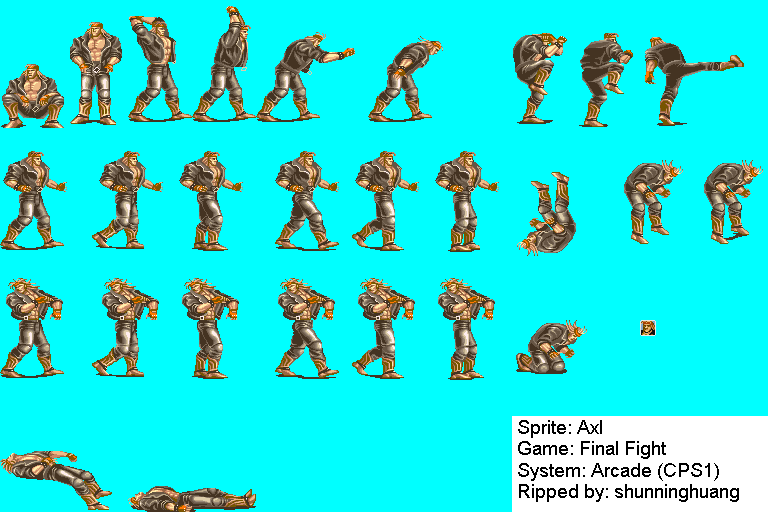 Sprite: Axl
Game: Final Fight
System: Arcade (CPS1)
Ripped by: shunninghuang